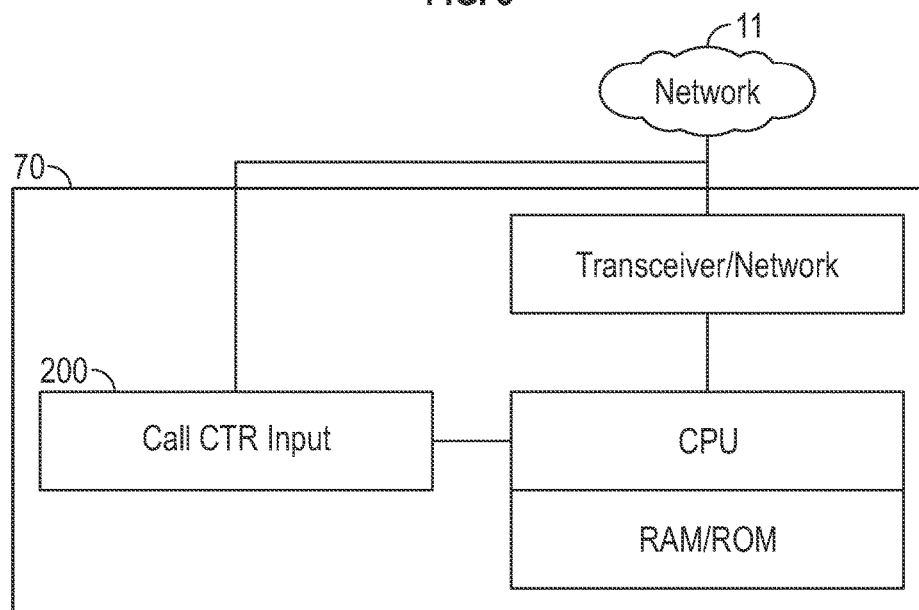 11
Network
70
Transceiver/Network
200
Call CTR Input
CPU
RAM/ROM